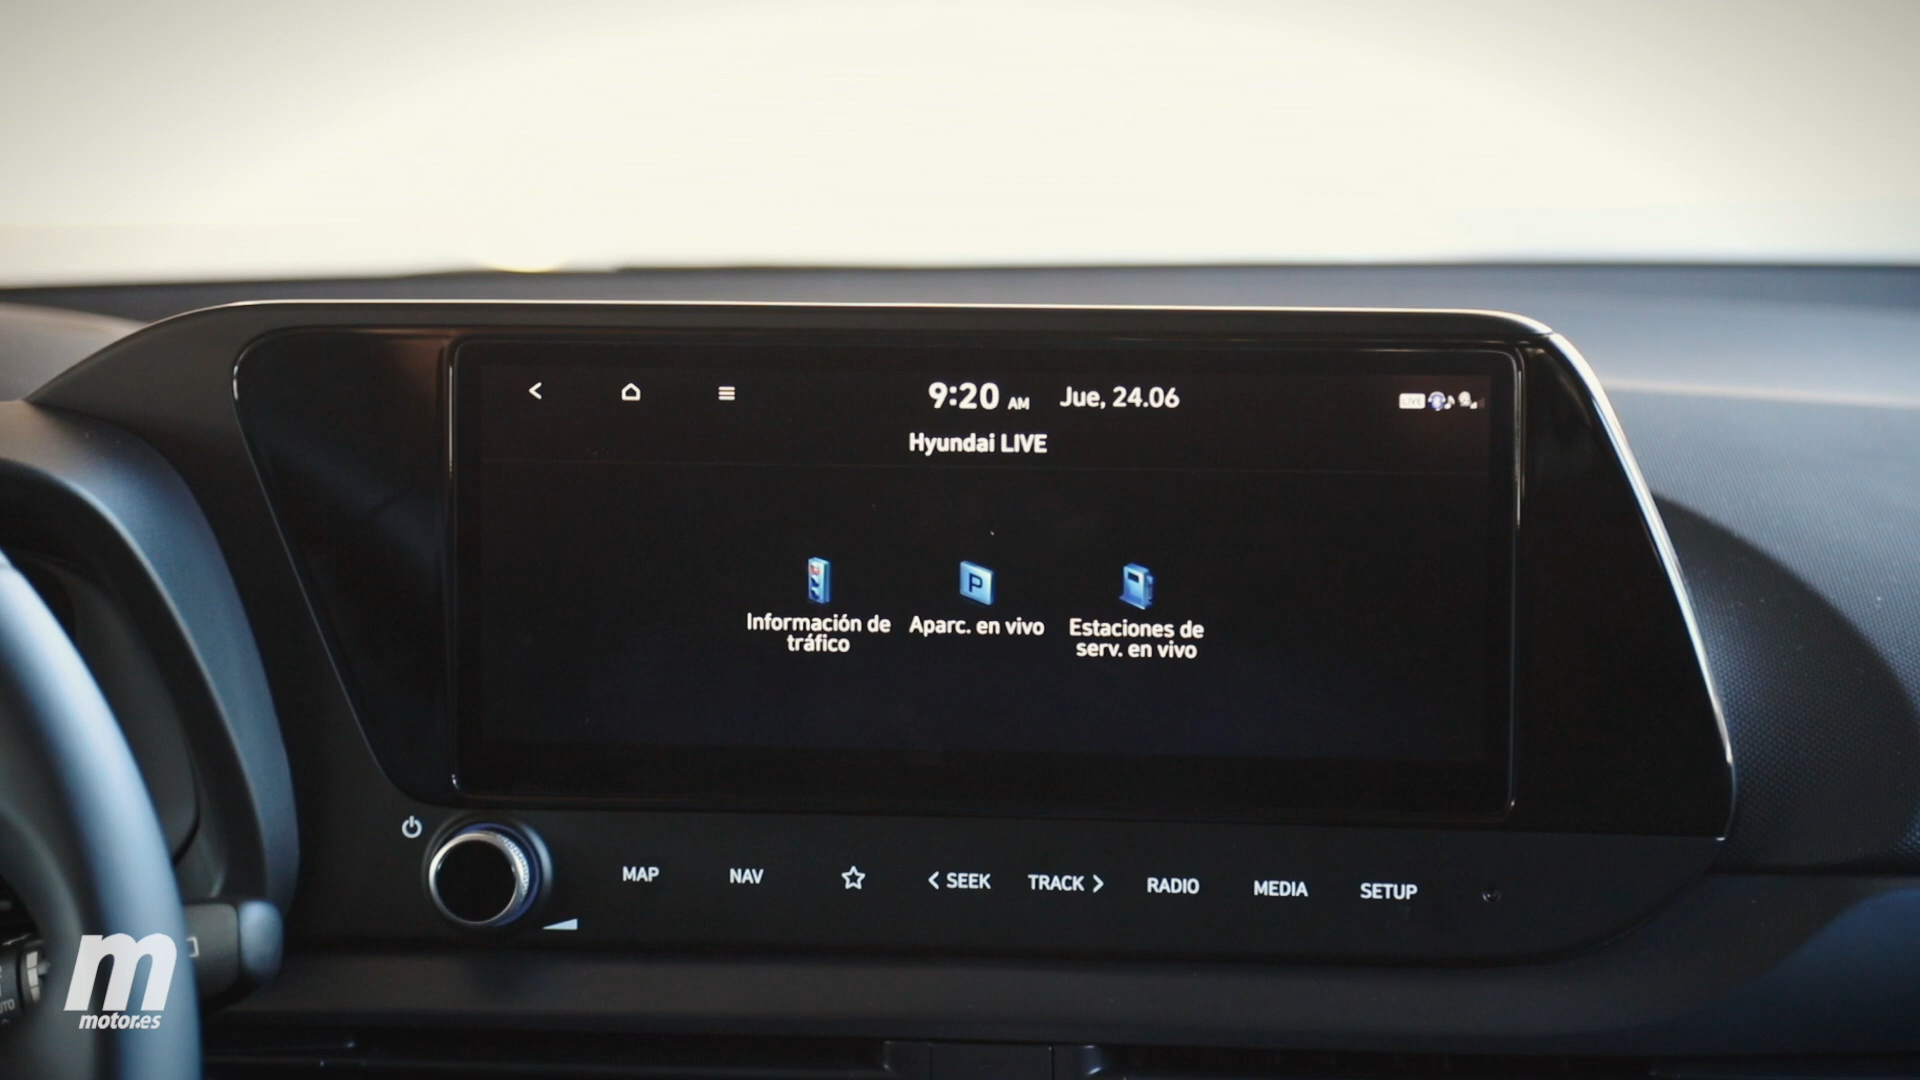 9:20 AM Jue, 24.06
LIVE
Hyundai LIVE
P
Información de
tráfico
Aparc. en vivo
Estaciones de
serv. en vivo
MAP
NAV
< SEEK
TRACK >
RADIO
MEDIA
SETUP
m
motor.es